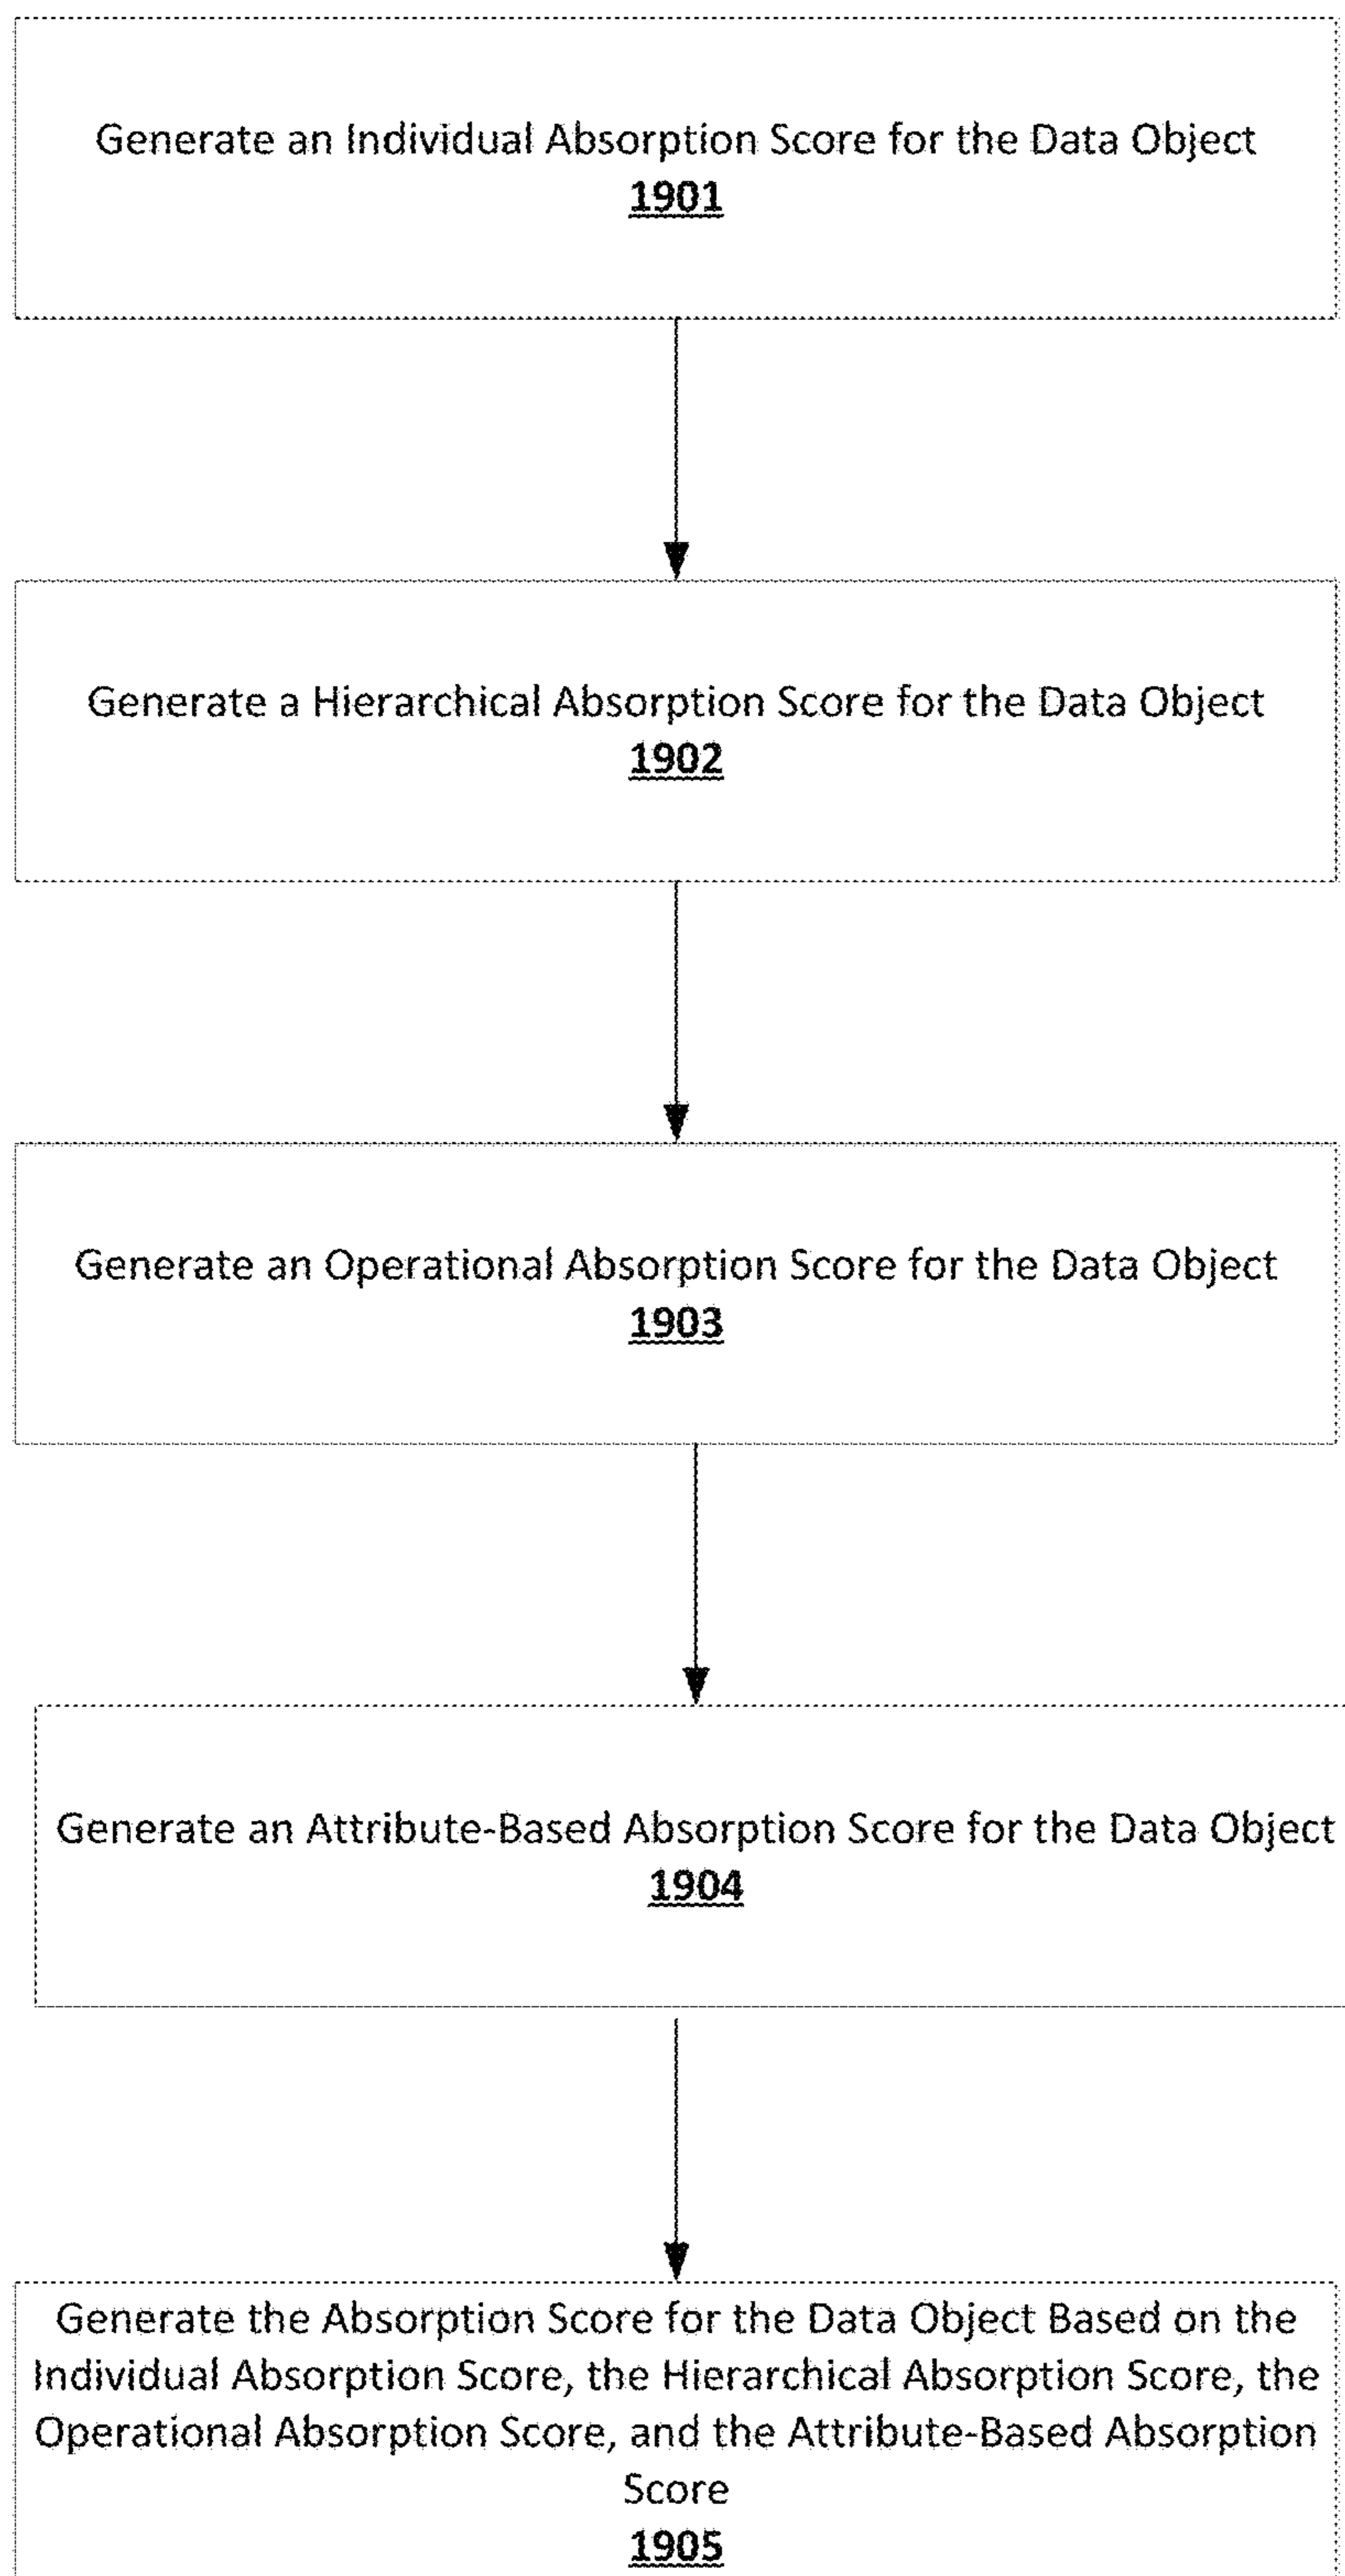 Generate an Individual Absorption Score for the Data Object
1901
Generate a Hierarchical Absorption Score for the Data Object
1902
Generate an Operational Absorption Score for the Data Object
1903
Generate an Attribute-Based Absorption Score for the Data Object
1904
Generate the Absorption Score for the Data Object Based on the
Individual Absorption Score, the Hierarchical Absorption Score, the
Operational Absorption Score, and the Attribute-Based Absorption
Score
1905